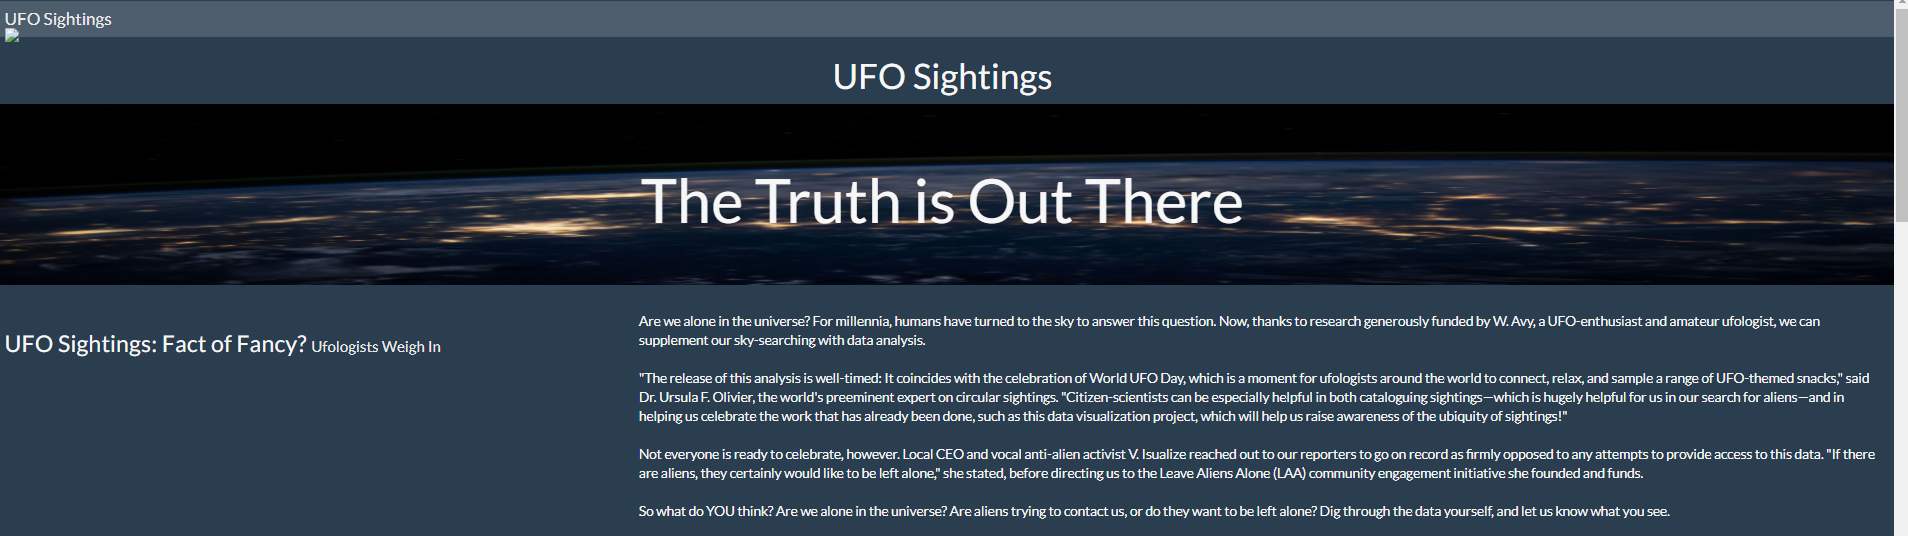 UFO Sightings
UFO Sightings
The Truth is Out There
UFO Sightings: Fact of Fancy? Ufologists Weigh In
Are we alone in the universe? For millennia, humans have turned to the sky to answer this question. Now, thanks to research generously funded by W. Avy, a UFO-enthusiast and amateur ufologist, we can
supplement our sky-searching with data analysis.
"The release of this analysis is well-timed: It coincides with the celebration of World UFO Day, which is a moment for ufologists around the world to connect, relax, and sample a range of UFO-themed snacks," said
Dr. Ursula F. Olivier, the world's preeminent expert on circular sightings. "Citizen-scientists can be especially helpful in both cataloguing sightings—which is hugely helpful for us in our search for aliens—and in
helping us celebrate the work that has already been done, such as this data visualization project, which will help us raise awareness of the ubiquity of sightings!"
Not everyone is ready to celebrate, however. Local CEO and vocal anti-alien activist V. Isualize reached out to our reporters to go on record as firmly opposed to any attempts to provide access to this data. "If there
are aliens, they certainly would like to be left alone," she stated, before directing us to the Leave Aliens Alone (LAA) community engagement initiative she founded and funds.
So what do YOU think? Are we alone in the universe? Are aliens trying to contact us, or do they want to be left alone? Dig through the data yourself, and let us know what you see.